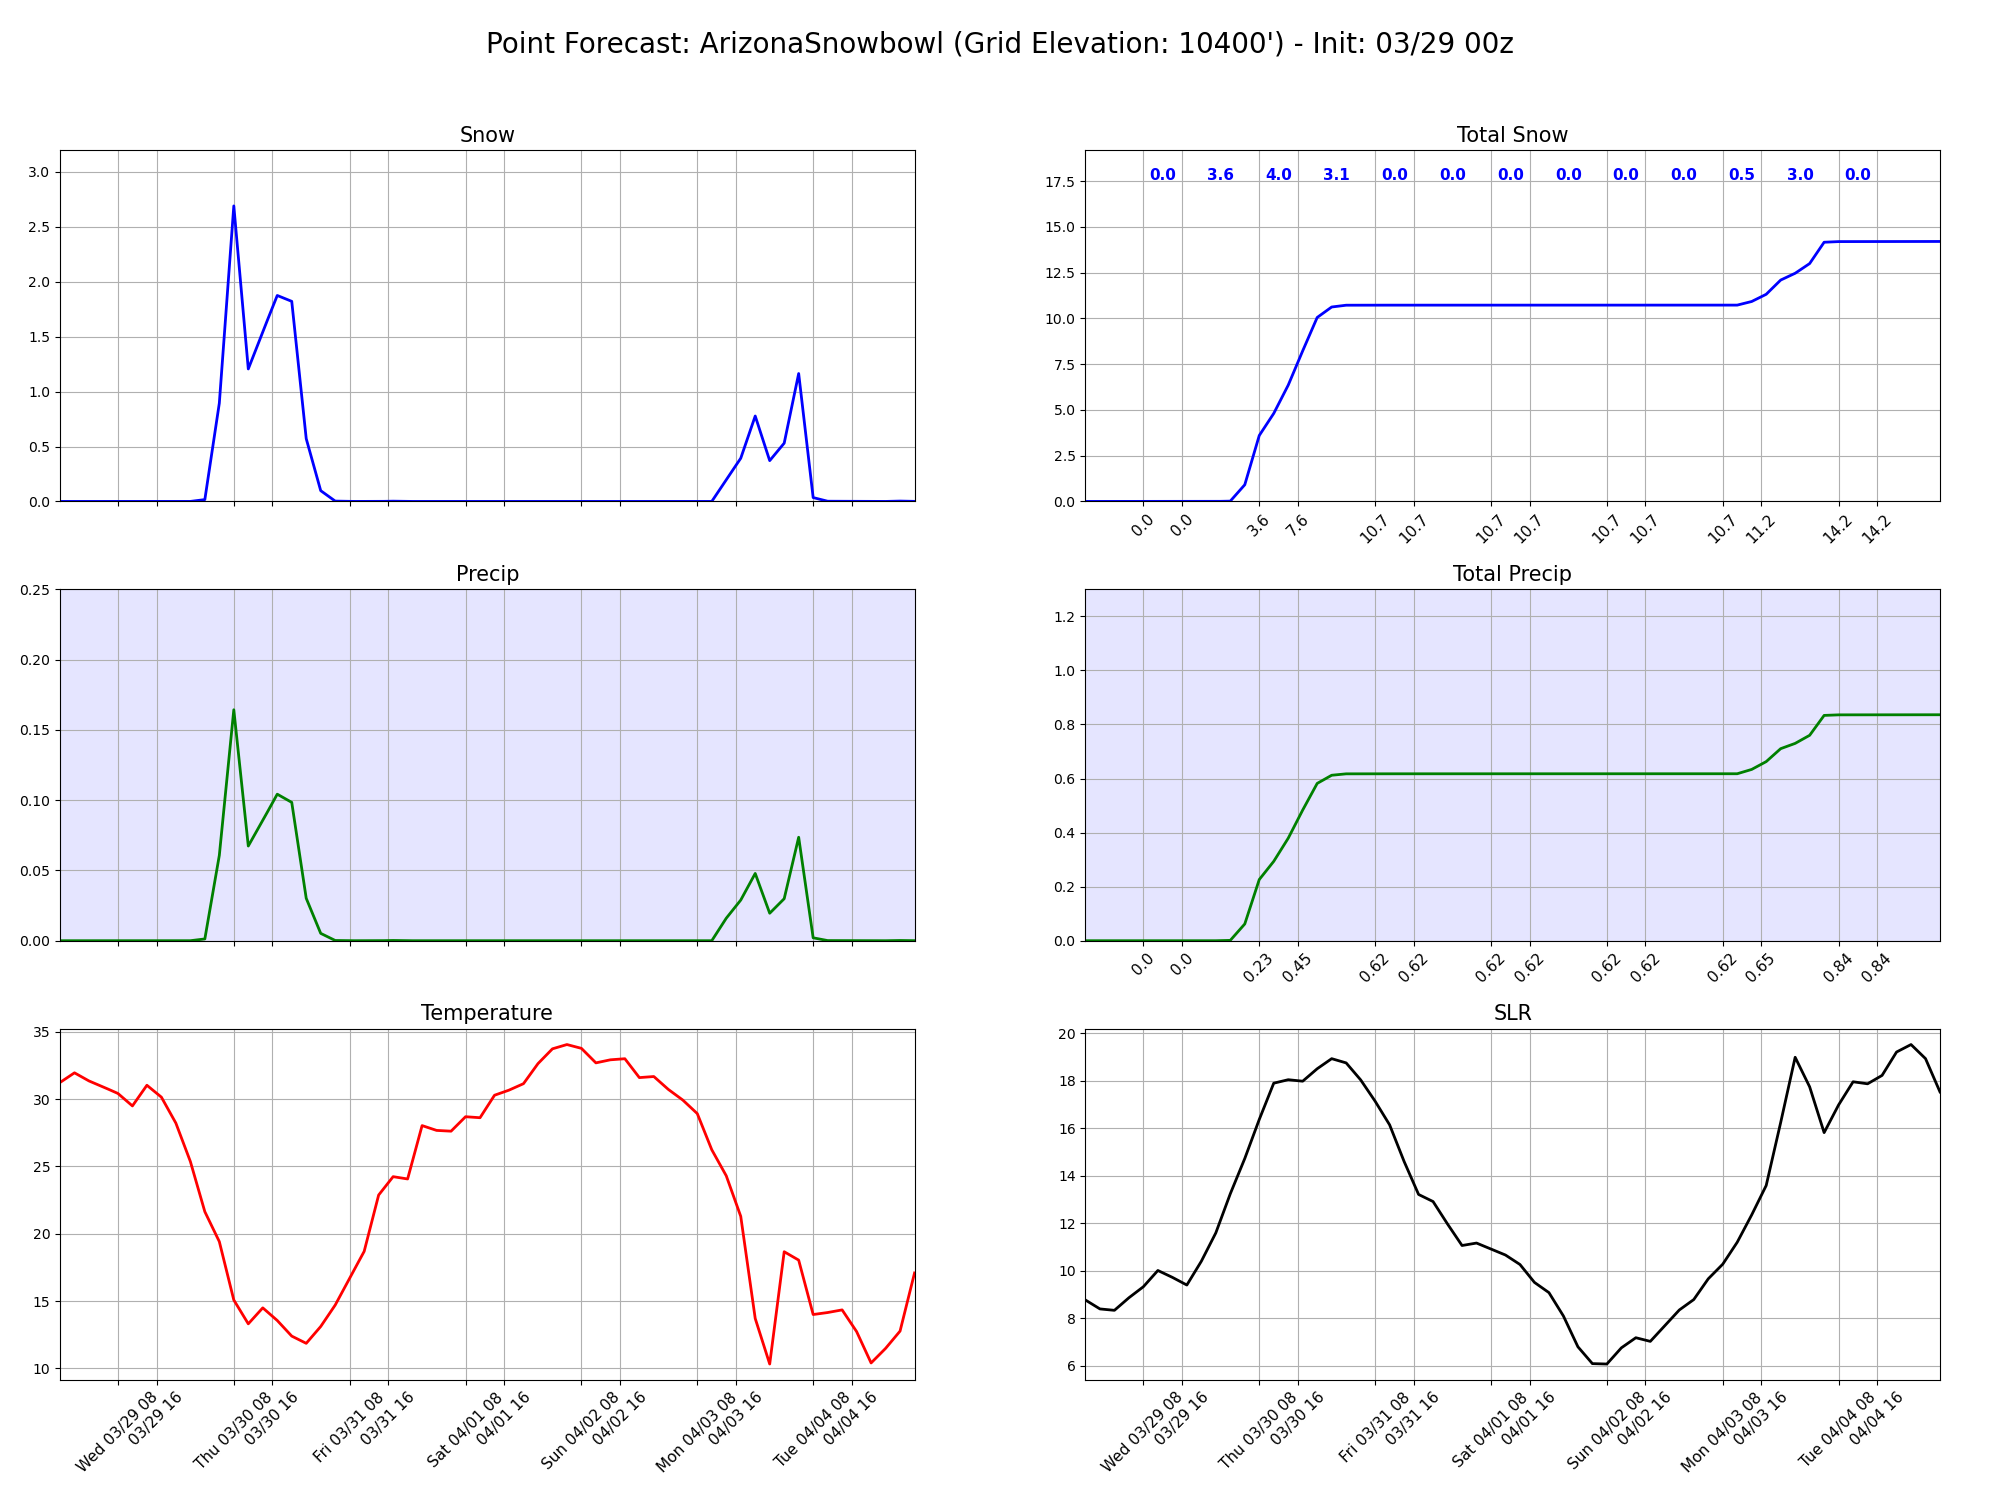 Point Forecast: ArizonaSnowbowl (Grid Elevation: 10400') - Init: 03/29 00z
Snow
3.0
2.5
2.0
1.5
1.0
0.5
0.0
Total Snow
0.0 3.6 4.0 3.1 0.0 0.0 0.0 0.0 0.0 0.0 0.5 3.0 0.0
17.5
15.0
12.5
10.0
7.5
5.0
2.5
0.0
0.0 0.0 3.6 7.6 10.7 10.7 10.7 10.7 10.7 10.7 10.7 11.2 14.2 14.2
Precip
0.25
0.20
0.15
0.10
0.05
0.00
Total Precip
1.2
1.0
0.8
0.6
0.4
0.2
0.0
0.0 0.0 0.23 0.45 0.62 0.62 0.62 0.62 0.62 0.62 0.62 0.65 0.84 0.84
Temperature
35
30
25
20
15
10
Wed 03/29 08
03/29 16
Thu 03/30 08
03/30 16
Fri 03/31 08
03/31 16
Sat 04/01 08
04/01 16
Sun 04/02 08
04/02 16
Mon 04/03 08
04/03 16
Tue 04/04 08
04/04 16
SLR
20
18
16
14
12
10
8
6
Wed 03/29 08
03/29 16
Thu 03/30 08
03/30 16
Fri 03/31 08
03/31 16
Sat 04/01 08
04/01 16
Sun 04/02 08
04/02 16
Mon 04/03 08
04/03 16
Tue 04/04 08
04/04 16